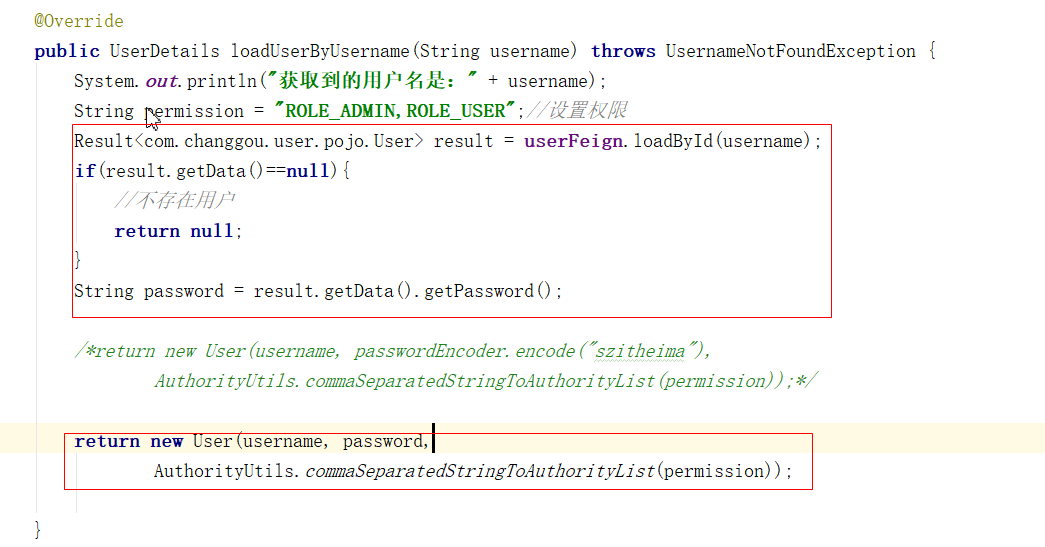 @Override
public UserDetails loadUserByUsername(String username) throws UsernameNotFoundException {
System.out.println("获取到的用户名是：" + username);
String permission = "ROLE_ADMIN,ROLE_USER";//设置权限
Result<com.changgou.user.pojo.User> result = userFeign.loadById(username);
if(result.getData()==null){
//不存在用户
return null;
}
String password = result.getData().getPassword();
/*return new User(username, passwordEncoder.encode("szitheima"),
AuthorityUtils.commaSeparatedStringToAuthorityList(permission));*/
return new User(username, password,
AuthorityUtils.commaSeparatedStringToAuthorityList(permission));
}